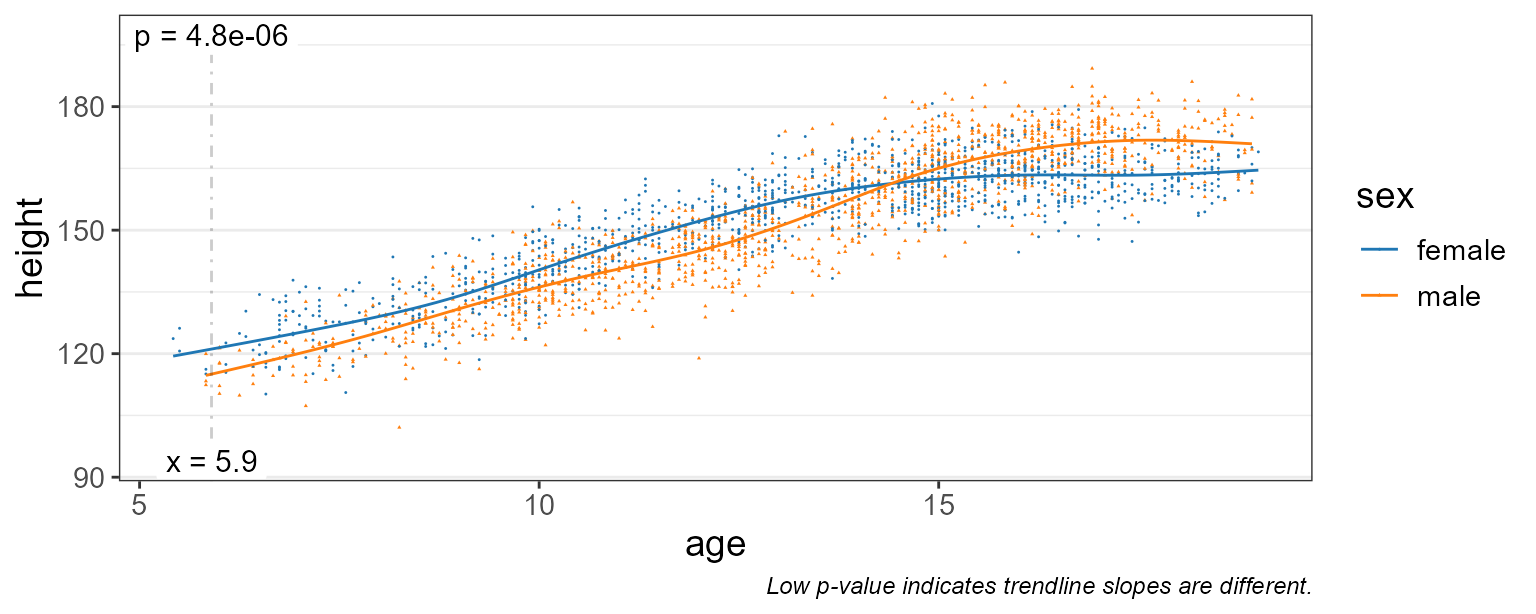 p = 4.8e-06
180
150
120
90
height
x = 5.9
5 10 15
age
sex
female
male
Low p-value indicates trendline slopes are different.